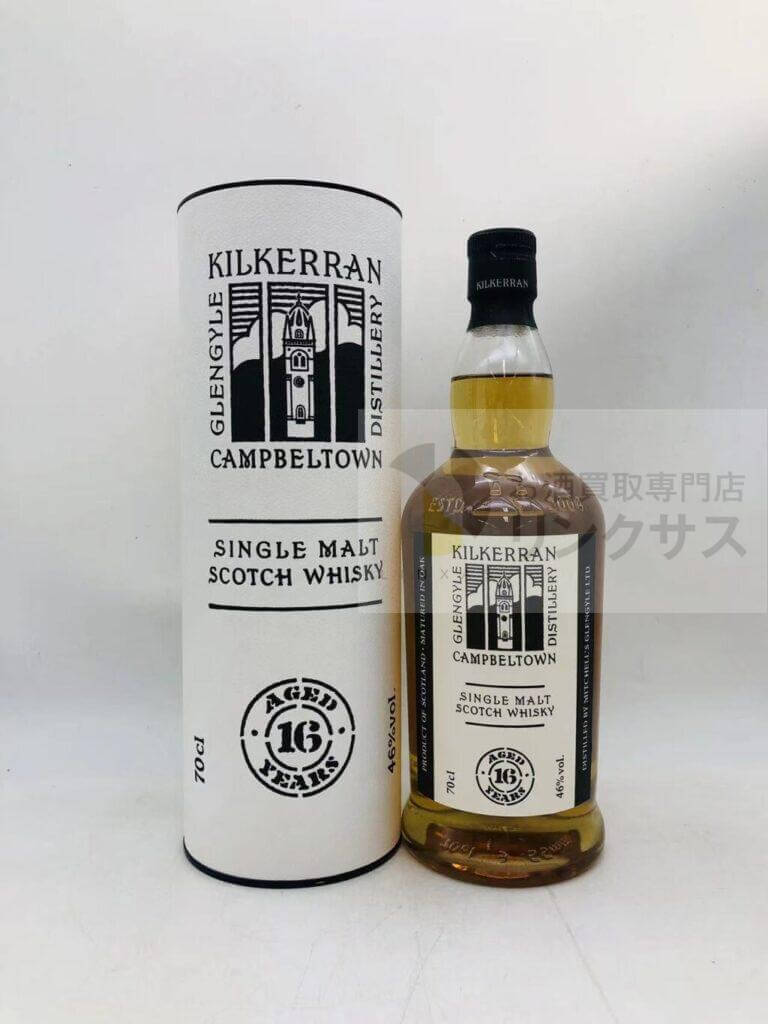 KILKERRAN
GLENGYLE
DISTILLERY
CAMPBELTOWN
SINGLE MALT
SCOTCH WHISKY
AGED
16
YEARS
70cl
46%vol.
KILKERRAN
ESTD.
KILKERRAN
GLENGYLE
DISTILLERY
CAMPBELTOWN
SINGLE MALT
SCOTCH WHISKY
AGED
16
YEARS
70cl
46%vol.
PRODUCT OF SCOTLAND · MATURED IN OAK
DISTILLED BY MITCHELL'S GLENGYLE LTD
お酒買取専門店
リンクサス